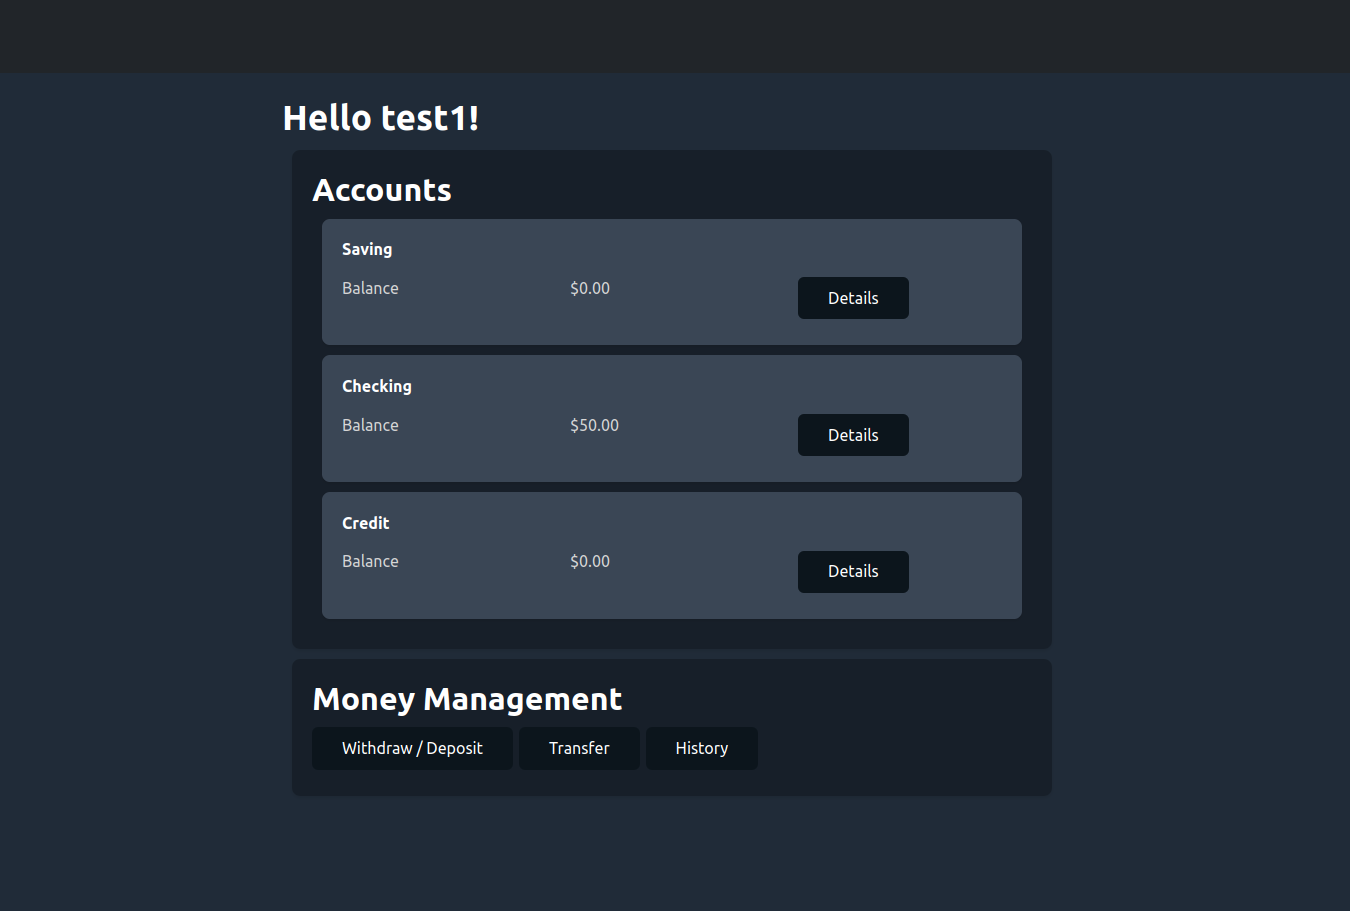 Hello test1!
Accounts
Saving
Balance $0.00 Details
Checking
Balance $50.00 Details
Credit
Balance $0.00 Details
Money Management
Withdraw / Deposit Transfer History